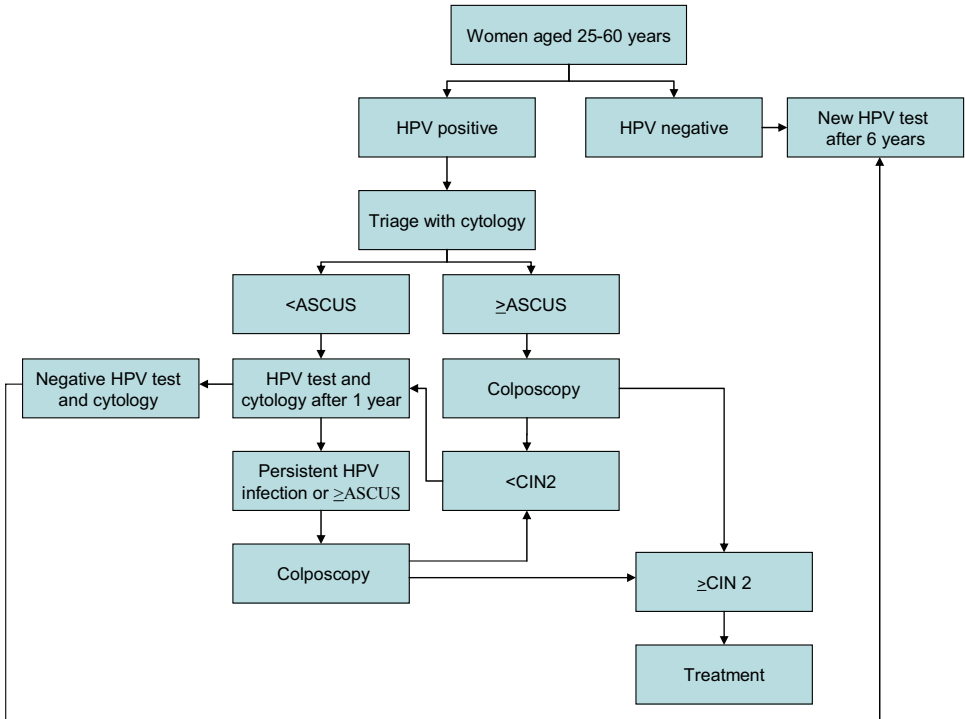 Women aged 25-60 years
HPV positive
HPV negative
New HPV test
after 6 years
Triage with cytology
<ASCUS
≥ASCUS
Negative HPV test
and cytology
HPV test and
cytology after 1 year
Colposcopy
Persistent HPV
infection or ≥ASCUS
<CIN2
Colposcopy
≥CIN 2
Treatment